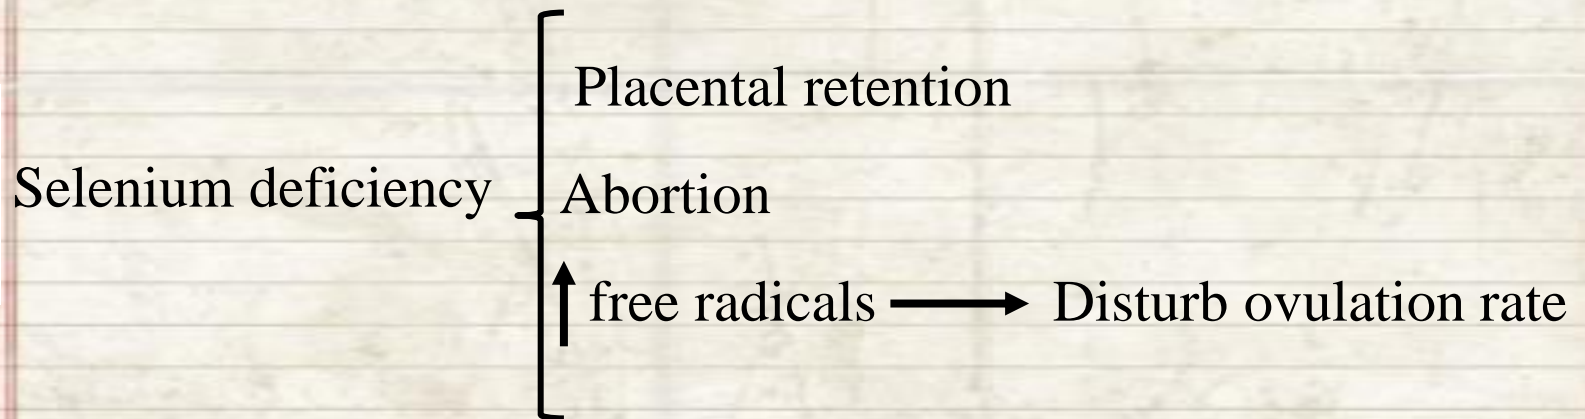 Placental retention
Selenium deficiency
Abortion
free radicals
Disturb ovulation rate